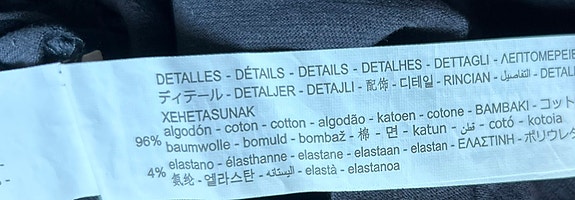 DETALLES - DÉTAILS - DETAILS - DETALHES - DETTAGLI - ΛΕΠΤΟΜΕΡΕΙΕ
ディテール - DETALJER - DETAJLI - 配饰 - 디테일 - RINCIAN - التفاصيل - DETAL
XEHETASUNAK
algodón - coton - cotton - algodão - katoen - cotone - ΒΑΜΒΑΚΙ - コット
96% baumwolle - bomuld - bombaž - 棉 - 면 - katun - قطن - cotó - kotoia
elastano - élasthanne - elastane - elastaan - elastan - ΕΛΑΣΤΙΝΗ - ポリウレタ
4% 氨纶 - 엘라스탄 - اليستانه - elastà - elastanoa